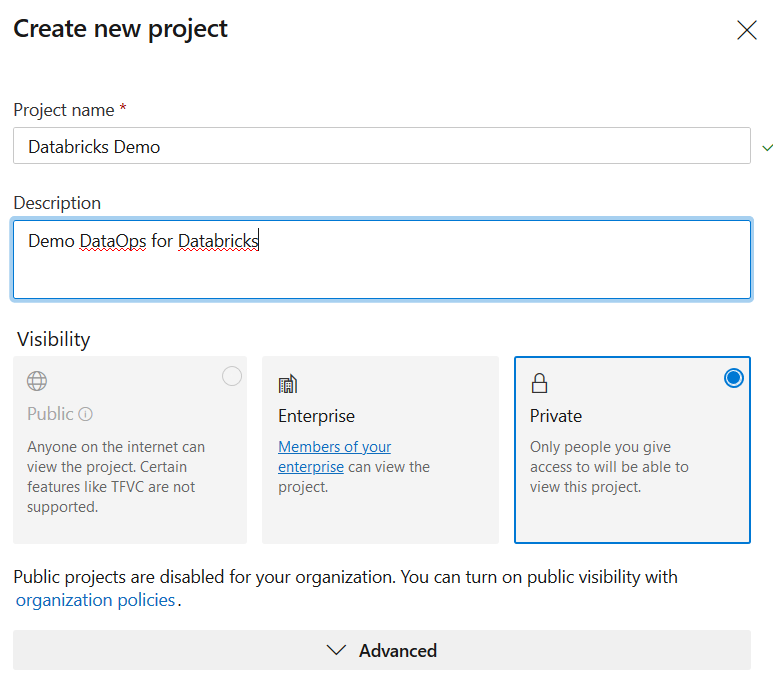 Create new project
Project name *
Databricks Demo
Description
Demo DataOps for Databricks
Visibility
Public
Anyone on the internet can
view the project. Certain
features like TFVC are not
supported.
Enterprise
Members of your
enterprise can view the
project.
Private
Only people you give
access to will be able to
view this project.
Public projects are disabled for your organization. You can turn on public visibility with
organization policies.
Advanced